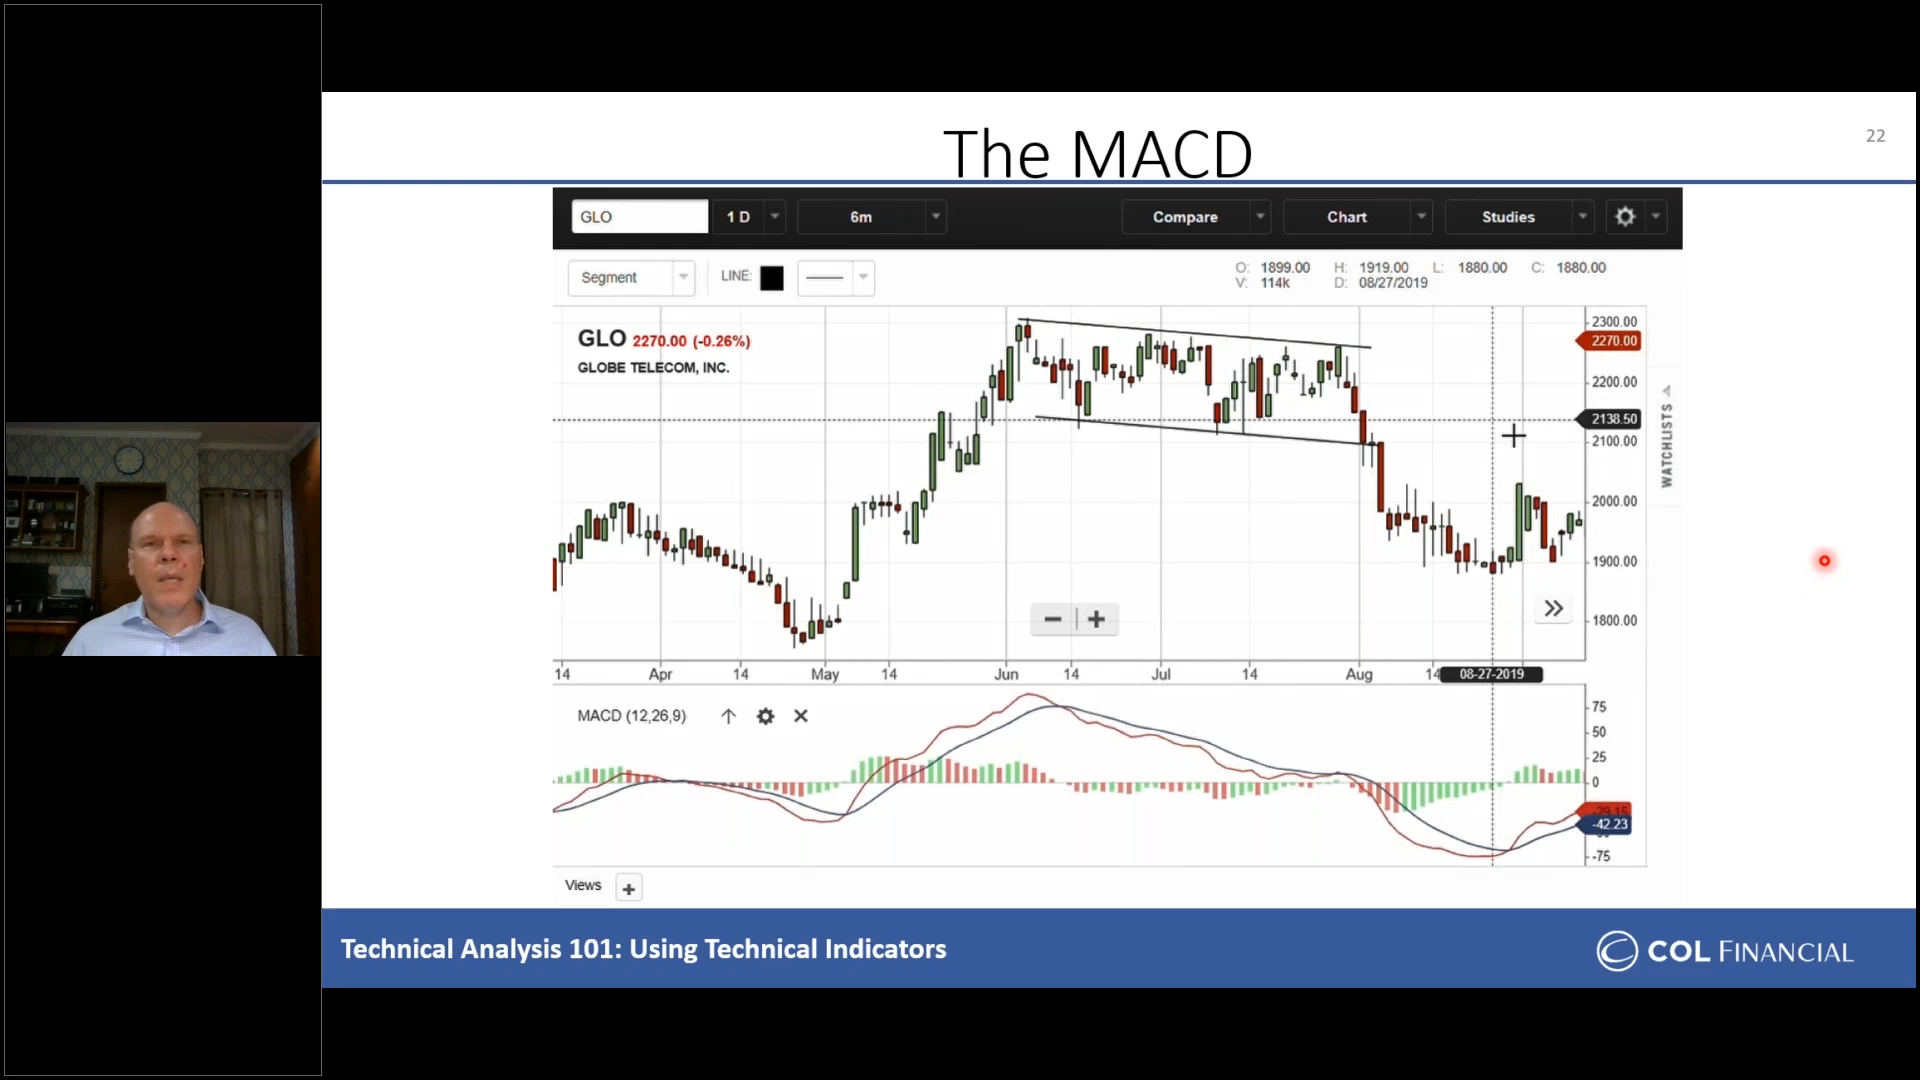 The MACD
22
GLO
1 D
6m
Compare
Chart
Studies
Segment
LINE:
O: 1899.00 H: 1919.00 L: 1880.00 C: 1880.00
V: 114k D: 08/27/2019
GLO 2270.00 (-0.26%)
GLOBE TELECOM, INC.
2300.00
2270.00
2200.00
2138.50
2100.00
2000.00
1900.00
1800.00
WATCHLISTS
14 Apr 14 May 14 Jun 14 Jul 14 Aug 14 08-27-2019
MACD (12,26,9)
75
50
25
0
-29.15
-42.23
-75
Views
Technical Analysis 101: Using Technical Indicators
COL FINANCIAL